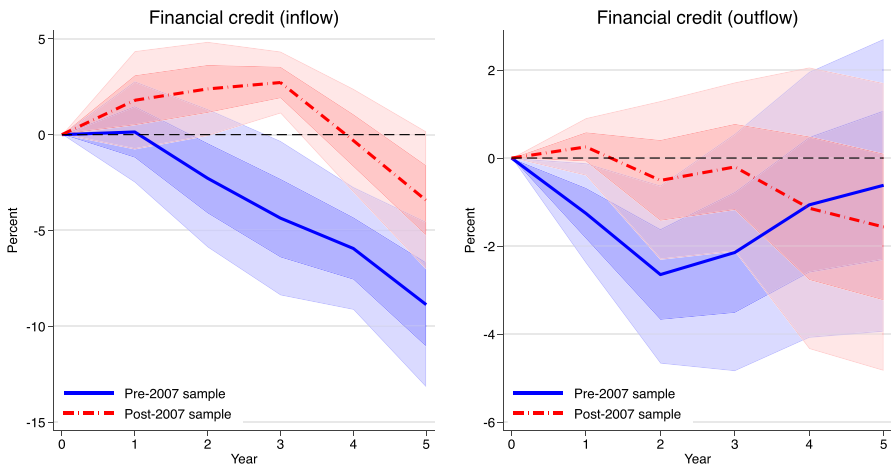 Financial credit (inflow)
Percent
5
0
-5
-10
-15
Pre-2007 sample
Post-2007 sample
0 1 2 3 4 5
Year
Financial credit (outflow)
Percent
2
0
-2
-4
-6
Pre-2007 sample
Post-2007 sample
0 1 2 3 4 5
Year